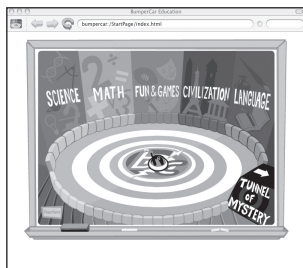 BumperCar Education
bumpercar:/StartPage/index.html
SCIENCE MATH FUN & GAMES CIVILIZATION LANGUAGE
TUNNEL
OF
MYSTERY